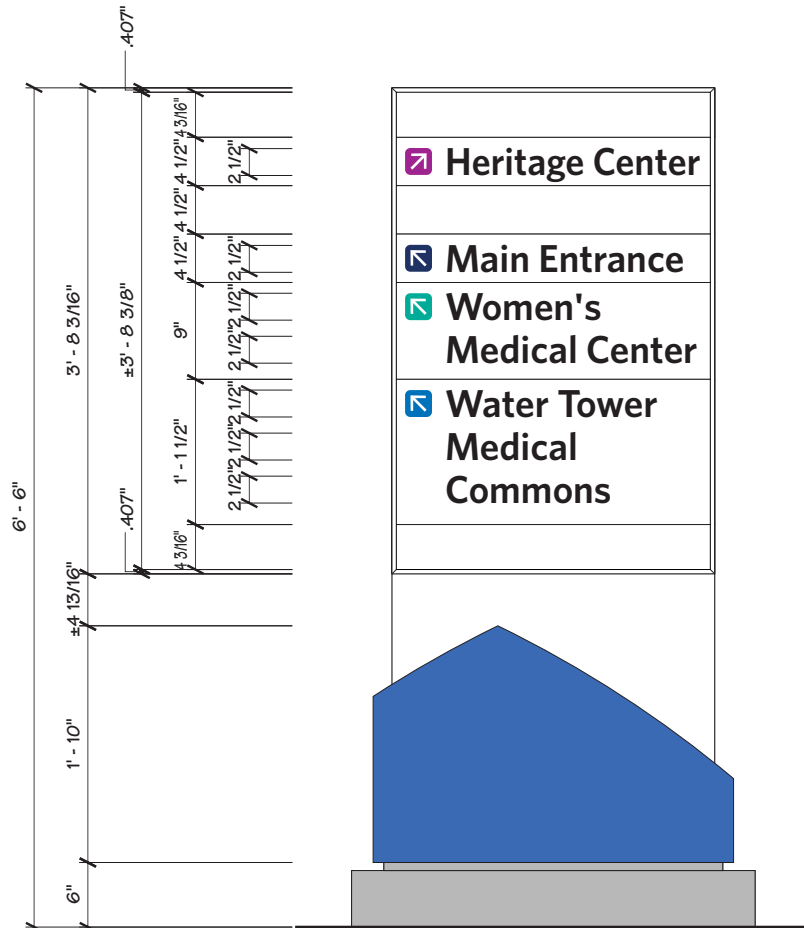 .407"
4 3/16"
4 1/2"
2 1/2"
4 1/2"
4 1/2"
2 1/2"
9"
2 1/2"
2 1/2"
1' - 1 1/2"
2 1/2"
2 1/2"
2 1/2"
4 3/16"
.407"
±3' - 8 3/8"
3' - 8 3/16"
6' - 6"
±4 13/16"
1' - 10"
6"
Heritage Center
Main Entrance
Women's
Medical Center
Water Tower
Medical
Commons